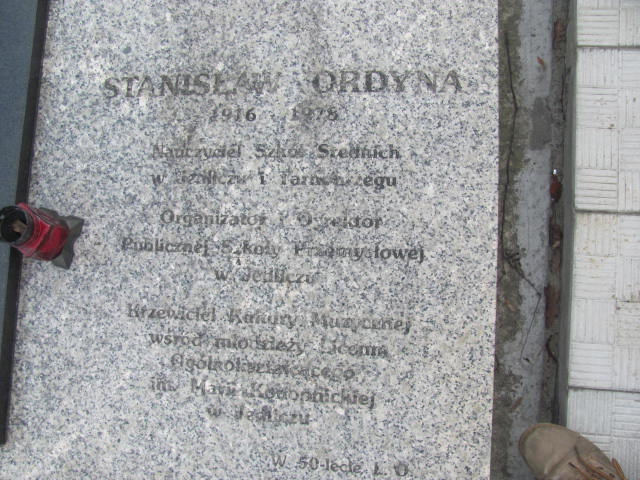 STANISŁAW ORDYNA
1916 1978
Nauczyciel Szkół Średnich
w Jedliczu i Tarnobrzegu
Organizator i Dyrektor
Publicznej Szkoły Przemysłowej
w Jedliczu
Krzewiciel Kultury Muzycznej
wśród młodzieży Liceum
Ogólnokształcącego
im. Marii Konopnickiej
w Jedliczu
W 50-lecie L. O.